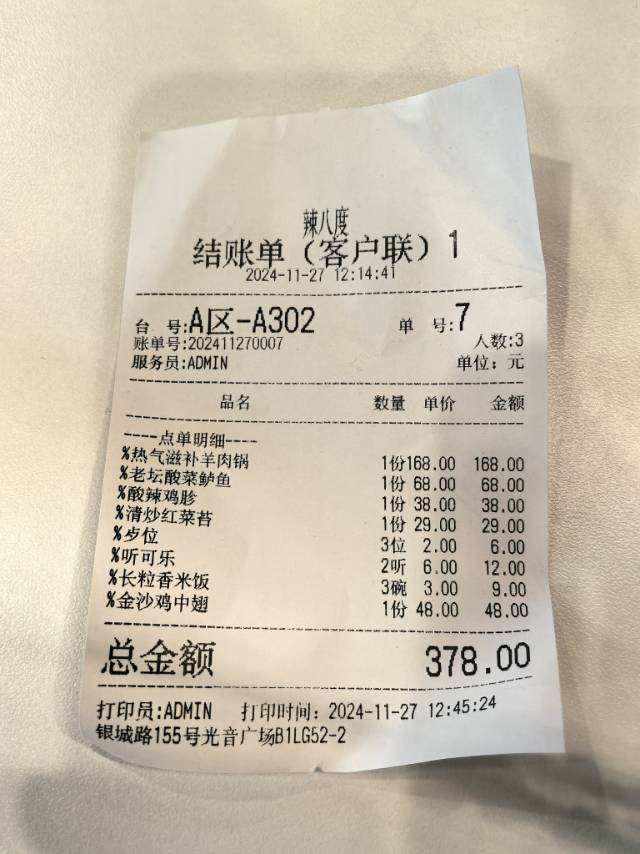 辣八度
结账单（客户联）1
2024-11-27 12:14:41
台 号:A区-A302 单 号:7
账单号:202411270007 人数:3
服务员:ADMIN 单位：元
品名 数量 单价 金额
----点单明细----
%热气滋补羊肉锅 1份168.00 168.00
%老坛酸菜鲈鱼 1份 68.00 68.00
%酸辣鸡胗 1份 38.00 38.00
%清炒红菜苔 1份 29.00 29.00
%歺位 3位 2.00 6.00
%听可乐 2听 6.00 12.00
%长粒香米饭 3碗 3.00 9.00
%金沙鸡中翅 1份 48.00 48.00
总金额 378.00
打印员:ADMIN 打印时间：2024-11-27 12:45:24
银城路155号光音广场B1LG52-2